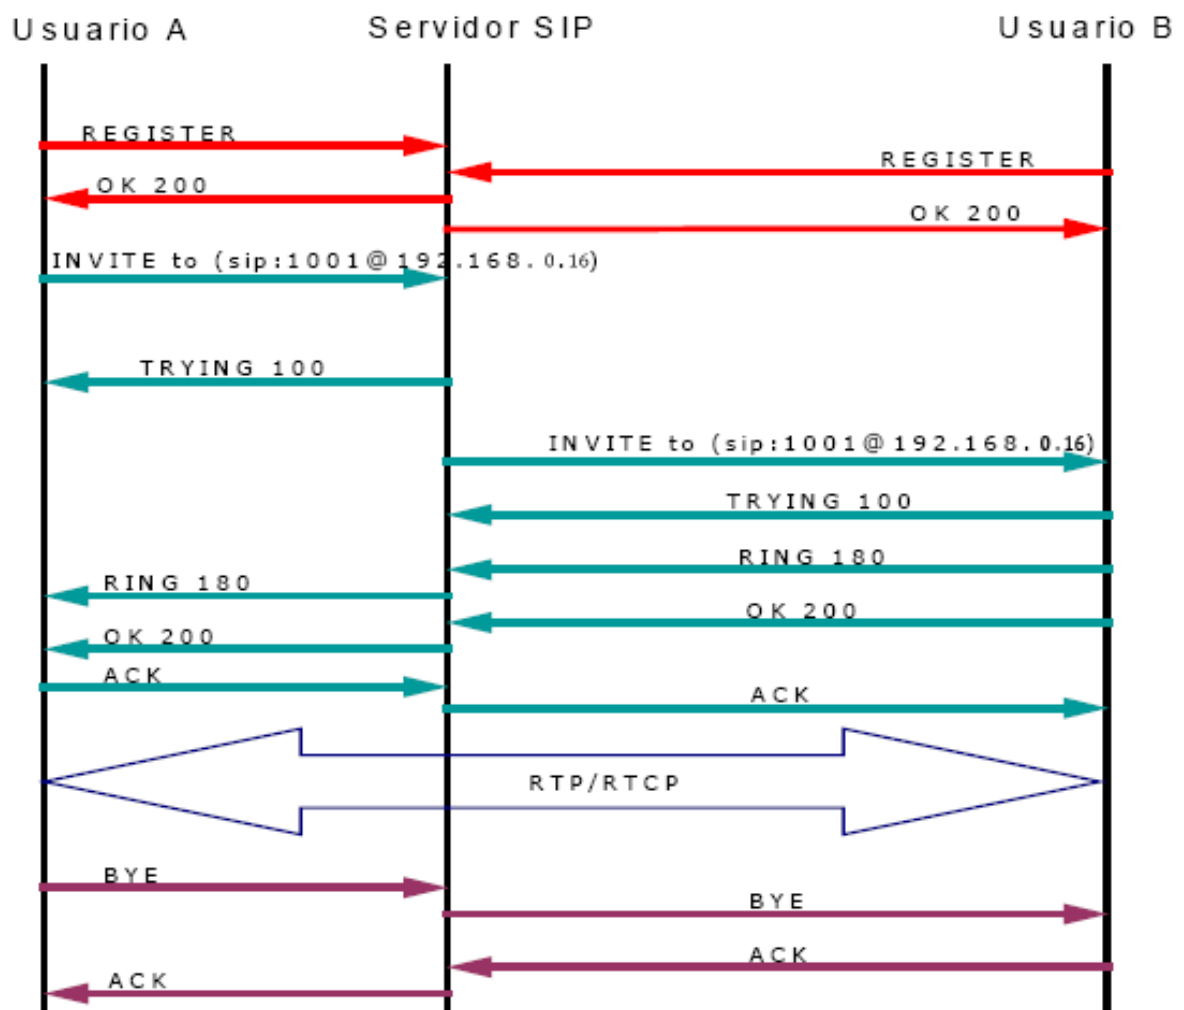 Usuario A
Servidor SIP
Usuario B
REGISTER
REGISTER
OK 200
OK 200
INVITE to (sip:1001@192.168.0.16)
TRYING 100
INVITE to (sip:1001@192.168.0.16)
TRYING 100
RING 180
RING 180
OK 200
OK 200
ACK
ACK
RTP/RTCP
BYE
BYE
ACK
ACK